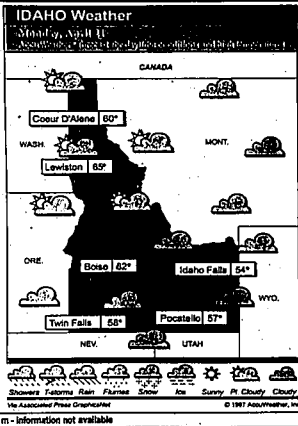 IDAHO Weather
Monday, April 11
CANADA
Coeur D'Alene 60°
WASH.
MONT.
Lewiston 65°
ORE.
Boise 62°
Idaho Falls 54°
WYO.
Twin Falls 58°
Pocatello 57°
NEV.
UTAH
Showers T-storms Rain Flurries Snow Ice Sunny Pt. Cloudy Cloudy
Via Associated Press GraphicsNet
© 1997 AccuWeather, Inc
m - information not available